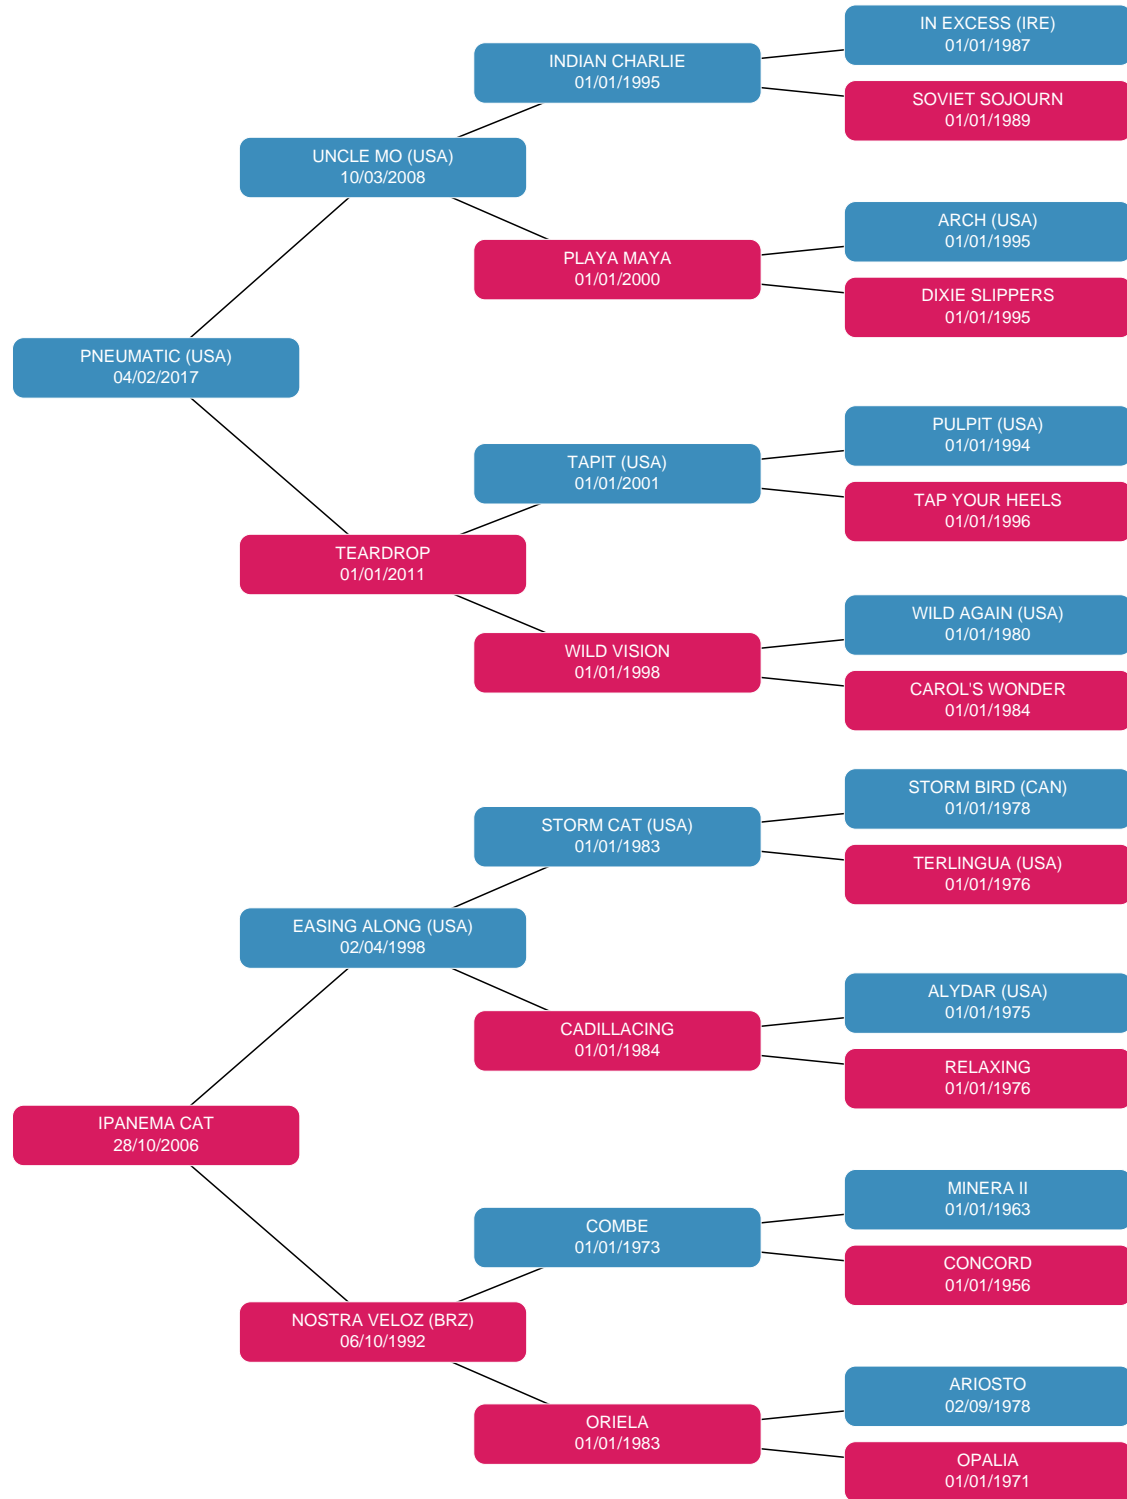 IN EXCESS (IRE)
01/01/1987
INDIAN CHARLIE
01/01/1995
SOVIET SOJOURN
01/01/1989
UNCLE MO (USA)
10/03/2008
ARCH (USA)
01/01/1995
PLAYA MAYA
01/01/2000
DIXIE SLIPPERS
01/01/1995
PNEUMATIC (USA)
04/02/2017
PULPIT (USA)
01/01/1994
TAPIT (USA)
01/01/2001
TAP YOUR HEELS
01/01/1996
TEARDROP
01/01/2011
WILD AGAIN (USA)
01/01/1980
WILD VISION
01/01/1998
CAROL'S WONDER
01/01/1984
STORM BIRD (CAN)
01/01/1978
STORM CAT (USA)
01/01/1983
TERLINGUA (USA)
01/01/1976
EASING ALONG (USA)
02/04/1998
ALYDAR (USA)
01/01/1975
CADILLACING
01/01/1984
RELAXING
01/01/1976
IPANEMA CAT
28/10/2006
MINERA II
01/01/1963
COMBE
01/01/1973
CONCORD
01/01/1956
NOSTRA VELOZ (BRZ)
06/10/1992
ARIOSTO
02/09/1978
ORIELA
01/01/1983
OPALIA
01/01/1971